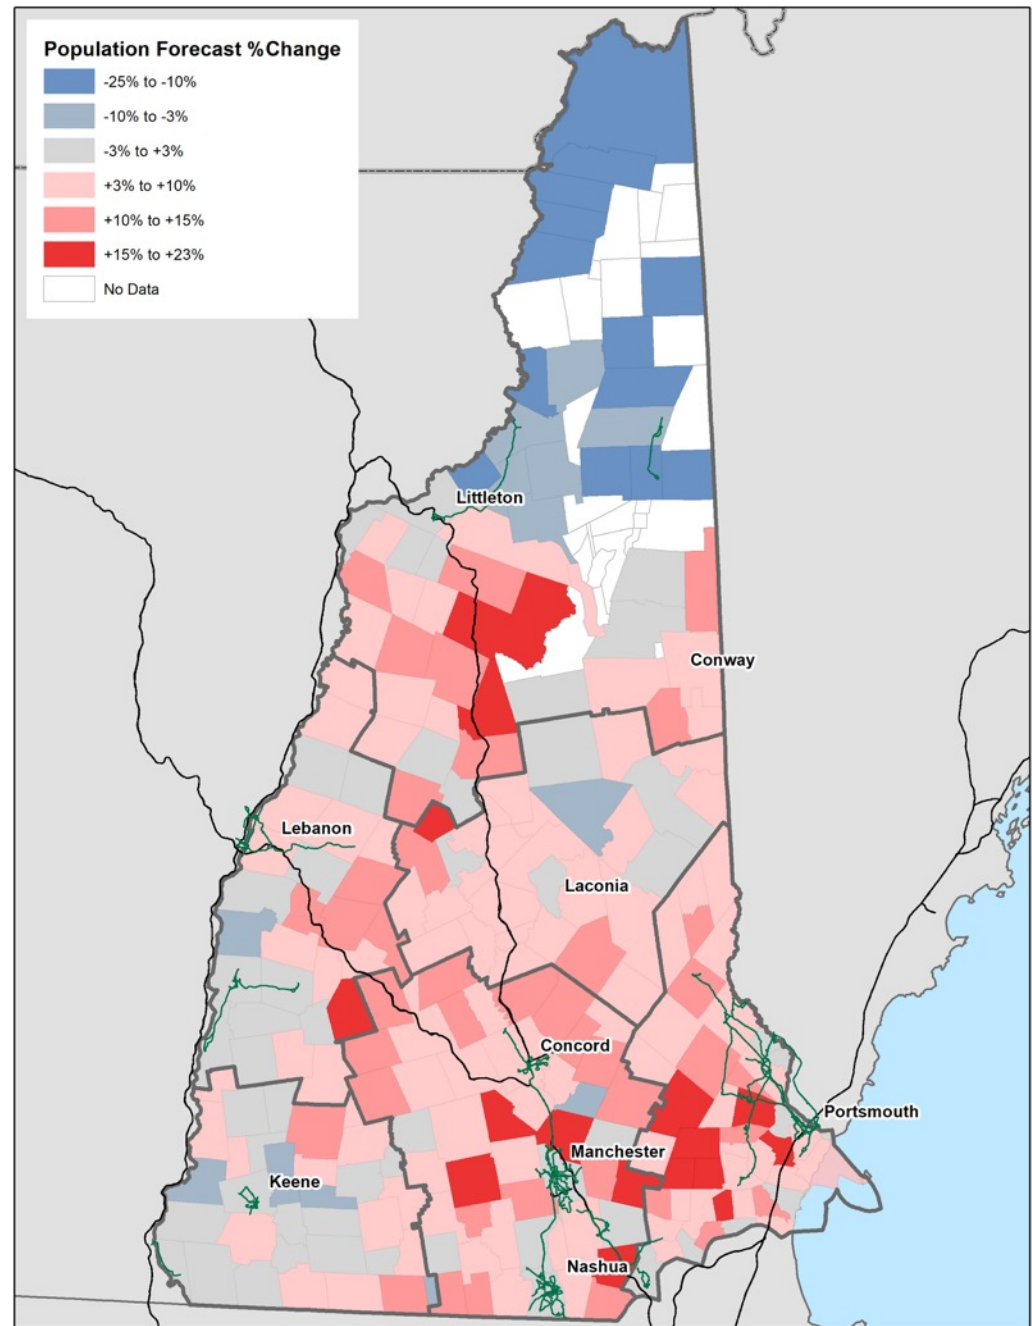 Population Forecast %Change
-25% to -10%
-10% to -3%
-3% to +3%
+3% to +10%
+10% to +15%
+15% to +23%
No Data
Littleton
Conway
Lebanon
Laconia
Concord
Portsmouth
Manchester
Keene
Nashua